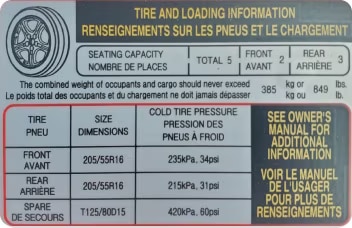 TIRE AND LOADING INFORMATION
RENSEIGNEMENTS SUR LES PNEUS ET LE CHARGEMENT
SEATING CAPACITY
NOMBRE DE PLACES
TOTAL 5
FRONT
AVANT 2
REAR
ARRIÈRE 3
The combined weight of occupants and cargo should never exceed
Le poids total des occupants et du chargement ne doit jamais dépasser
385 kg or 849 lbs.
kg ou lb.
TIRE
PNEU
SIZE
DIMENSIONS
COLD TIRE PRESSURE
PRESSION DES
PNEUS À FROID
FRONT
AVANT
205/55R16
235kPa, 34psi
REAR
ARRIÈRE
205/55R16
215kPa, 31psi
SPARE
DE SECOURS
T125/80D15
420kPa, 60psi
SEE OWNER'S
MANUAL FOR
ADDITIONAL
INFORMATION
VOIR LE MANUEL
DE L'USAGER
POUR PLUS DE
RENSEIGNEMENTS